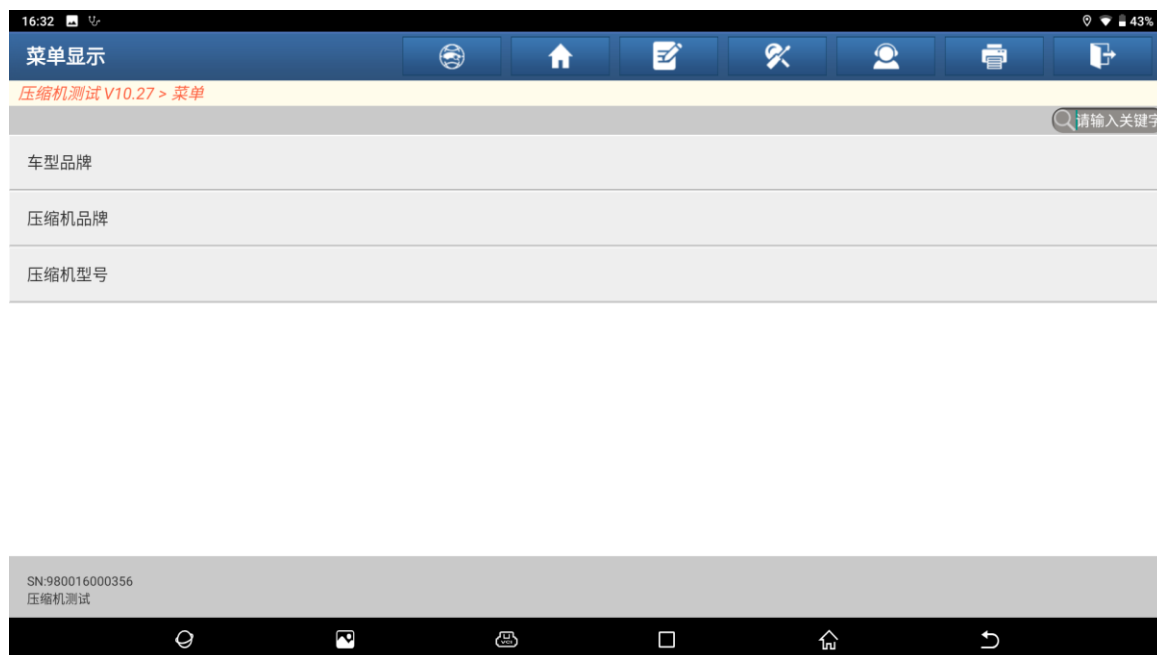 16:32
43%
菜单显示
压缩机测试 V10.27 > 菜单
请输入关键字
车型品牌
压缩机品牌
压缩机型号
SN:980016000356
压缩机测试
VCI